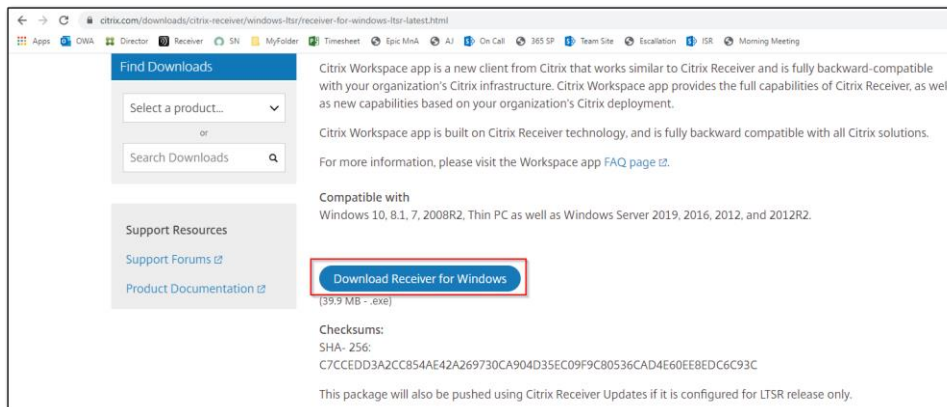 citrix.com/downloads/citrix-receiver/windows-ltsr/receiver-for-windows-ltsr-latest.html
Apps OWA Director Receiver SN MyFolder Timesheet Epic MnA AJ On Call 365 SP Team Site Escallation ISR Morning Meeting
Find Downloads
Select a product...
or
Search Downloads
Support Resources
Support Forums
Product Documentation
Citrix Workspace app is a new client from Citrix that works similar to Citrix Receiver and is fully backward-compatible
with your organization's Citrix infrastructure. Citrix Workspace app provides the full capabilities of Citrix Receiver, as well
as new capabilities based on your organization's Citrix deployment.
Citrix Workspace app is built on Citrix Receiver technology, and is fully backward compatible with all Citrix solutions.
For more information, please visit the Workspace app FAQ page.
Compatible with
Windows 10, 8.1, 7, 2008R2, Thin PC as well as Windows Server 2019, 2016, 2012, and 2012R2.
Download Receiver for Windows
(39.9 MB - .exe)
Checksums:
SHA- 256:
C7CCEDD3A2CC854AE42A269730CA904D35EC09F9C80536CAD4E60EE8EDC6C93C
This package will also be pushed using Citrix Receiver Updates if it is configured for LTSR release only.